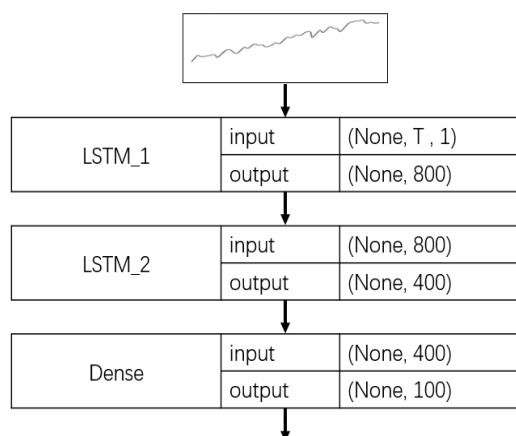 LSTM_1 input (None, T , 1)
output (None, 800)
LSTM_2 input (None, 800)
output (None, 400)
Dense input (None, 400)
output (None, 100)